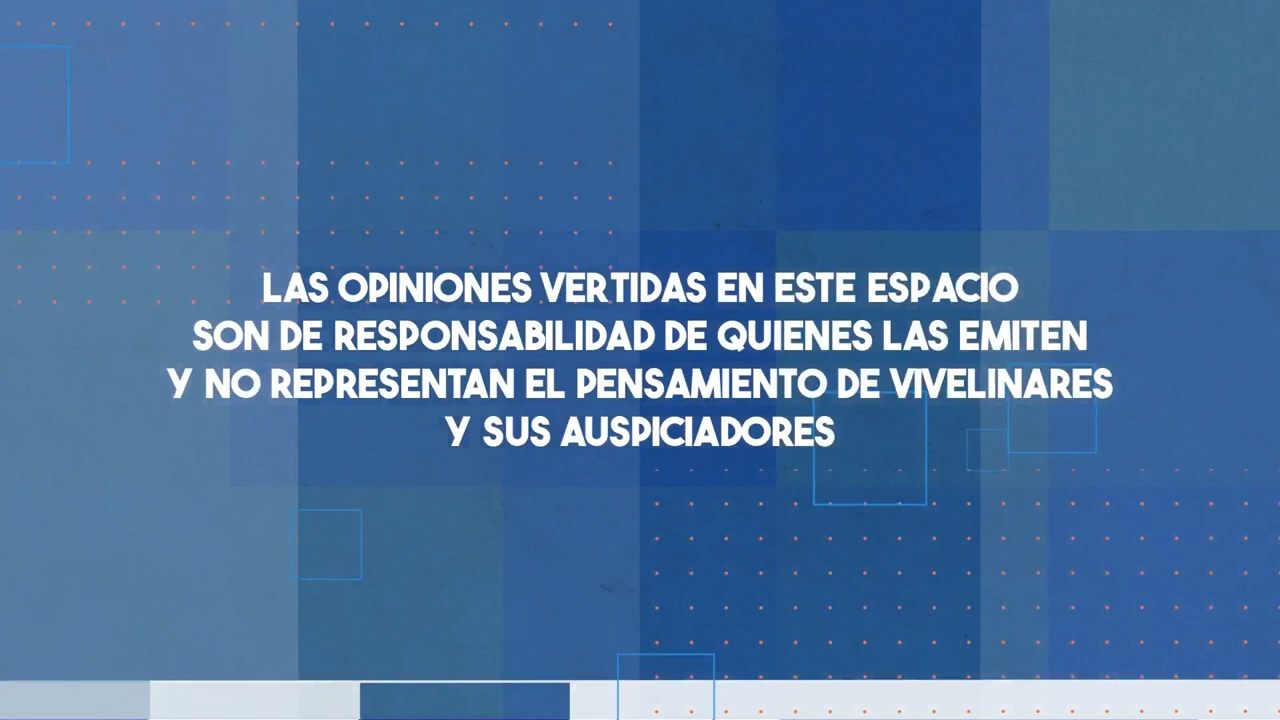 LAS OPINIONES VERTIDAS EN ESTE ESPACIO
SON DE RESPONSABILIDAD DE QUIENES LAS EMITEN
Y NO REPRESENTAN EL PENSAMIENTO DE VIVELINARES
Y SUS AUSPICIADORES